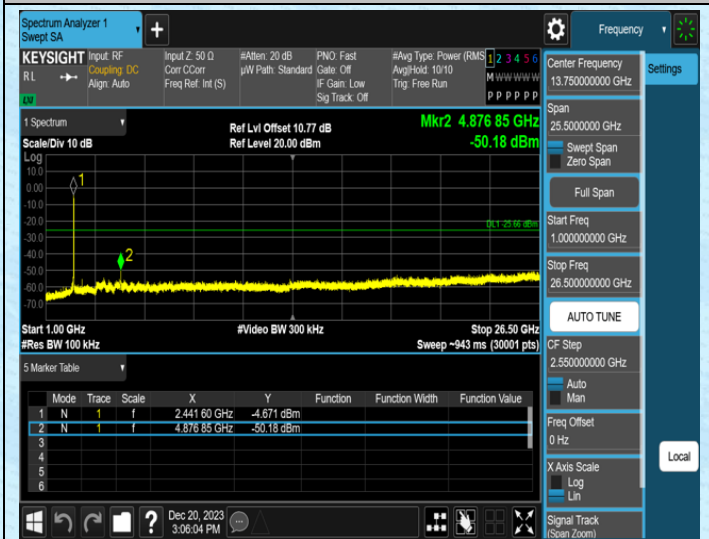 Spectrum Analyzer 1
Swept SA
Frequency
KEYSIGHT
Input: RF
Input Z: 50 Ω
#Atten: 20 dB
PNO: Fast
#Avg Type: Power (RMS
1 2 3 4 5 6
RL
Coupling: DC
Corr CCorr
µW Path: Standard
Gate: Off
Avg|Hold: 10/10
M W W W W W
Align: Auto
Freq Ref: Int (S)
IF Gain: Low
Trig: Free Run
Sig Track: Off
P P P P P P
LXI
1 Spectrum
Scale/Div 10 dB
Ref Lvl Offset 10.77 dB
Ref Level 20.00 dBm
Mkr2 4.876 85 GHz
-50.18 dBm
Log
10.0
0.00
-10.0
-20.0
-30.0
-40.0
-50.0
-60.0
-70.0
1
2
DL1 -25.66 dBm
Start 1.00 GHz
#Video BW 300 kHz
Stop 26.50 GHz
#Res BW 100 kHz
Sweep ~943 ms (30001 pts)
5 Marker Table
Mode Trace Scale X Y Function Function Width Function Value
1 N 1 f 2.441 60 GHz -4.671 dBm
2 N 1 f 4.876 85 GHz -50.18 dBm
3
4
5
6
?
Dec 20, 2023
3:06:04 PM
Center Frequency
13.750000000 GHz
Settings
Span
25.5000000 GHz
Swept Span
Zero Span
Full Span
Start Freq
1.000000000 GHz
Stop Freq
26.500000000 GHz
AUTO TUNE
CF Step
2.550000000 GHz
Auto
Man
Freq Offset
0 Hz
X Axis Scale
Log
Lin
Signal Track
(Span Zoom)
Local